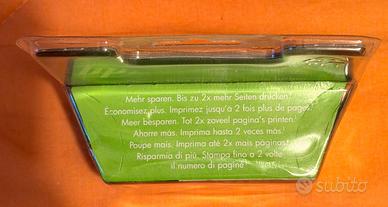 Mehr sparen. Bis zu 2x mehr Seiten drucken.
Économisez plus. Imprimez jusqu'à 2 fois plus de pages.
Meer besparen. Tot 2x zoveel pagina's printen.
Ahorre más. Imprima hasta 2 veces más.
Poupe mais. Imprima até 2x mais páginas.
Risparmia di più. Stampa fino a 2 volte
il numero di pagine
subito